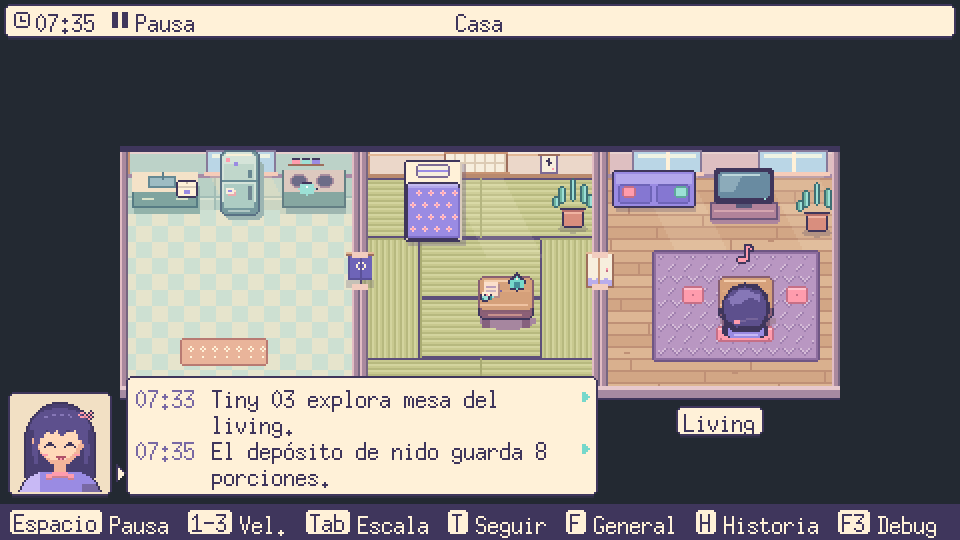 07:35 Pausa
Casa
07:33 Tiny 03 explora mesa del
living.
07:35 El depósito de nido guarda 8
porciones.
Living
Espacio Pausa 1-3 Vel. Tab Escala T Seguir F General H Historia F3 Debug